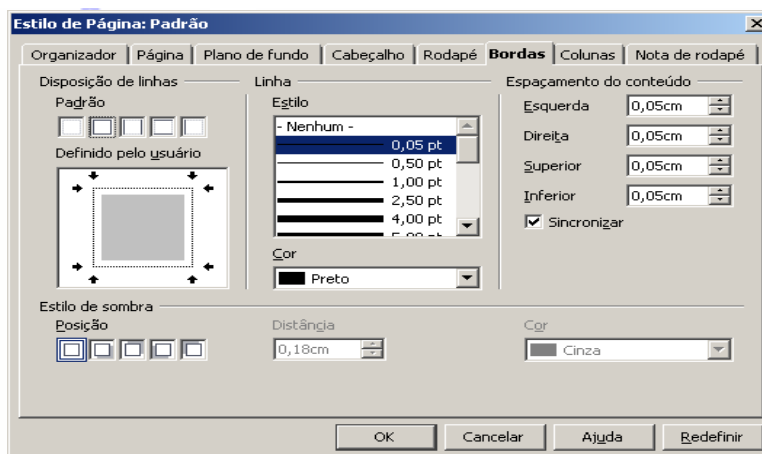 Estilo de Página: Padrão
Organizador Página Plano de fundo Cabeçalho Rodapé Bordas Colunas Nota de rodapé
Disposição de linhas
Padrão
Definido pelo usuário
Linha
Estilo
- Nenhum -
0,05 pt
0,50 pt
1,00 pt
2,50 pt
4,00 pt
Cor
Preto
Espaçamento do conteúdo
Esquerda 0,05cm
Direita 0,05cm
Superior 0,05cm
Inferior 0,05cm
Sincronizar
Estilo de sombra
Posição
Distância
0,18cm
Cor
Cinza
OK Cancelar Ajuda Redefinir